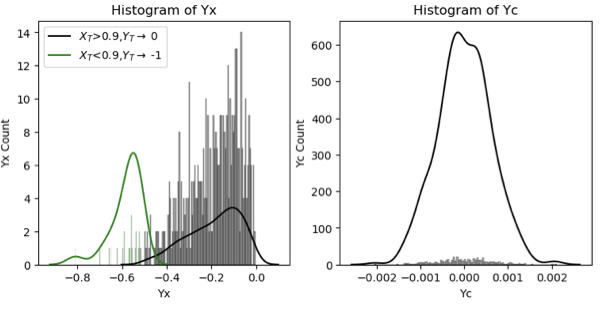 Histogram of Yx
X_T>0.9,Y_T→ 0
X_T<0.9,Y_T→ -1
Yx Count
14
12
10
8
6
4
2
0
−0.8 −0.6 −0.4 −0.2 0.0
Yx
Histogram of Yc
Yc Count
600
500
400
300
200
100
0
−0.002 −0.001 0.000 0.001 0.002
Yc